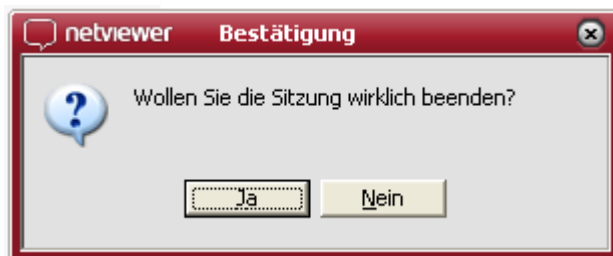 netviewer Bestätigung
?
Wollen Sie die Sitzung wirklich beenden?
Ja Nein